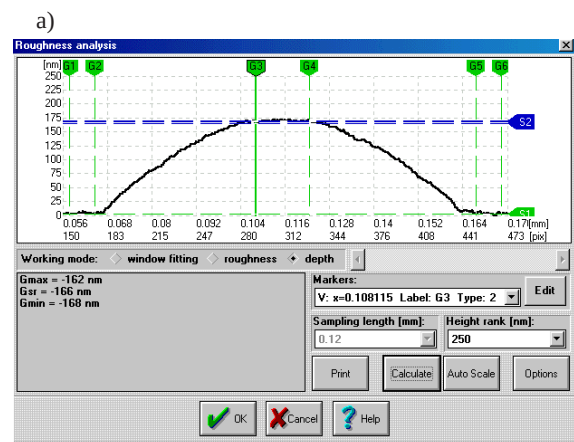 a)
Roughness analysis
[nm] G1 G2 G3 G4 G5 G6
250
225
200
175 S2
150
125
100
75
50
25
0 S1
0.056 0.068 0.08 0.092 0.104 0.116 0.128 0.14 0.152 0.164 0.17[mm]
150 183 215 247 280 312 344 376 408 441 473 [pix]
Working mode: window fitting roughness depth
Gmax = -162 nm
Gsr = -166 nm
Gmin = -168 nm
Markers:
V: x=0.108115 Label: G3 Type: 2 Edit
Sampling length [mm]: Height rank [nm]:
0.12 250
Print Calculate Auto Scale Options
OK Cancel Help